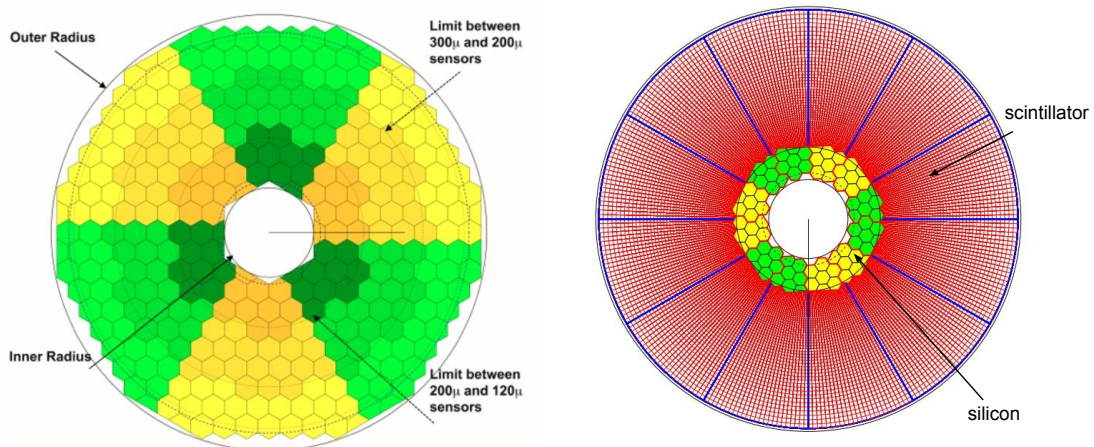 Outer Radius
Limit between
300μ and 200μ
sensors
scintillator
Inner Radius
Limit between
200μ and 120μ
sensors
silicon